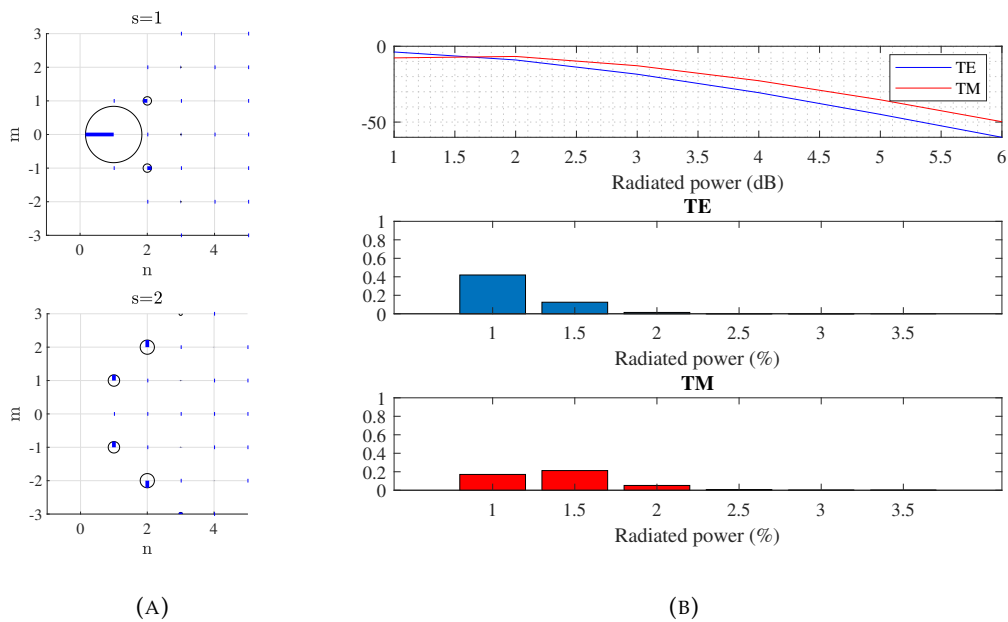 s=1
3
2
1
0
-1
-2
-3
m
0 2 4
n
s=2
3
2
1
0
-1
-2
-3
m
0 2 4
n
(A)
0
-50
TE
TM
1 1.5 2 2.5 3 3.5 4 4.5 5 5.5 6
Radiated power (dB)
TE
1
0.8
0.6
0.4
0.2
0
1 1.5 2 2.5 3 3.5
Radiated power (%)
TM
1
0.8
0.6
0.4
0.2
0
1 1.5 2 2.5 3 3.5
Radiated power (%)
(B)